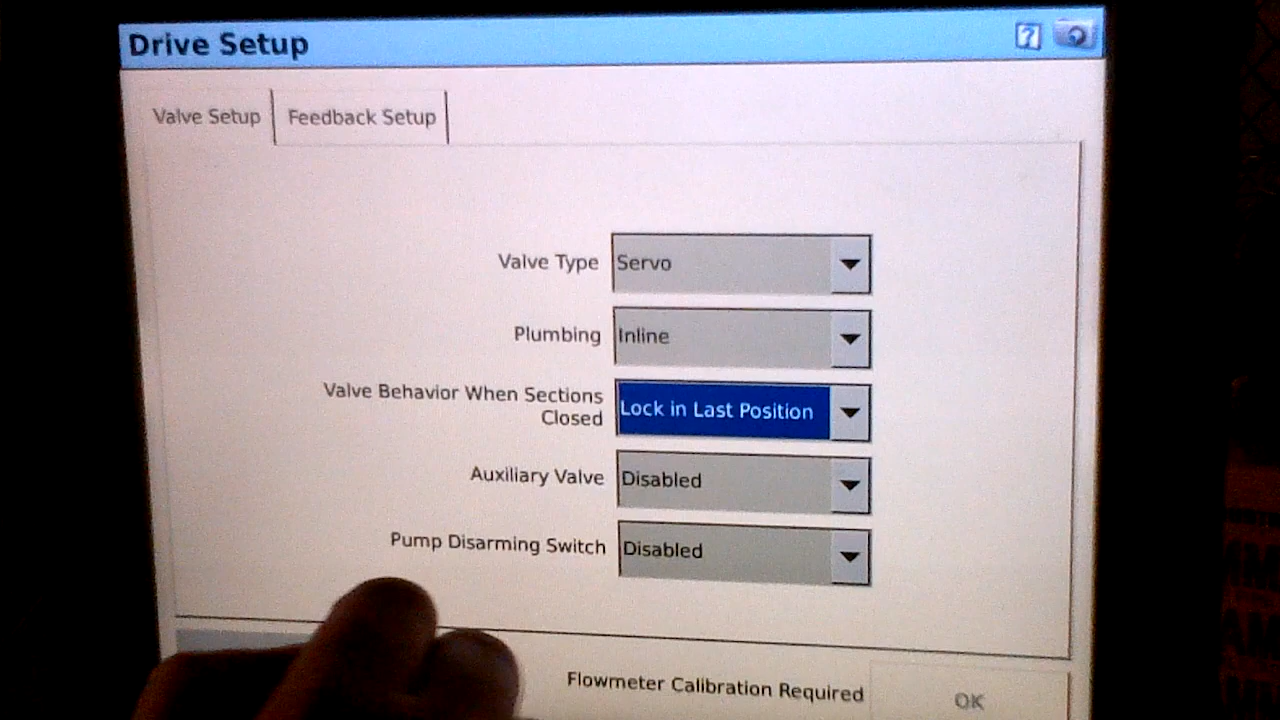 Drive Setup
?
Valve Setup
Feedback Setup
Valve Type
Servo
Plumbing
Inline
Valve Behavior When Sections
Closed
Lock in Last Position
Auxiliary Valve
Disabled
Pump Disarming Switch
Disabled
Flowmeter Calibration Required
OK